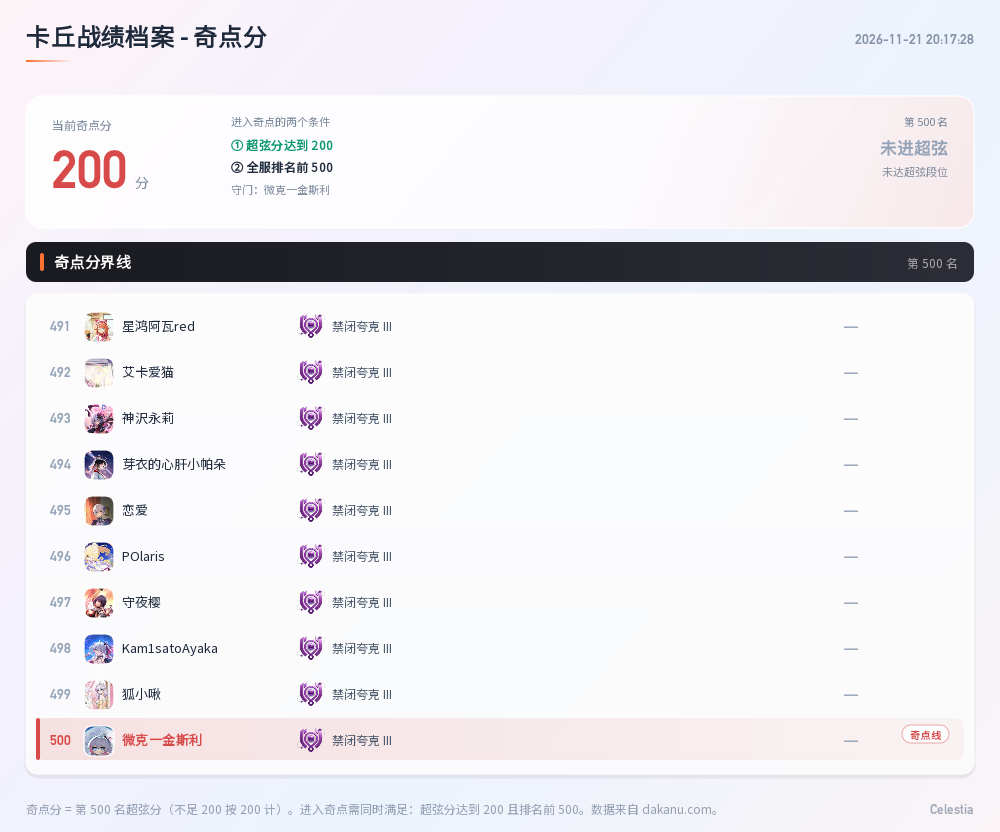 卡丘战绩档案 - 奇点分
2026-11-21 20:17:28
当前奇点分
200 分
进入奇点的两个条件
① 超弦分达到 200
② 全服排名前 500
守门：微克一金斯利
第 500 名
未进超弦
未达超弦段位
奇点分界线
第 500 名
491 星鸿阿瓦red 禁闭夸克 III —
492 艾卡爱猫 禁闭夸克 III —
493 神沢永莉 禁闭夸克 III —
494 芽衣的心肝小帕朵 禁闭夸克 III —
495 恋爱 禁闭夸克 III —
496 POlaris 禁闭夸克 III —
497 守夜樱 禁闭夸克 III —
498 Kam1satoAyaka 禁闭夸克 III —
499 狐小啾 禁闭夸克 III —
500 微克一金斯利 禁闭夸克 III — 奇点线
奇点分 = 第 500 名超弦分（不足 200 按 200 计）。进入奇点需同时满足：超弦分达到 200 且排名前 500。数据来自 dakanu.com。
Celestia